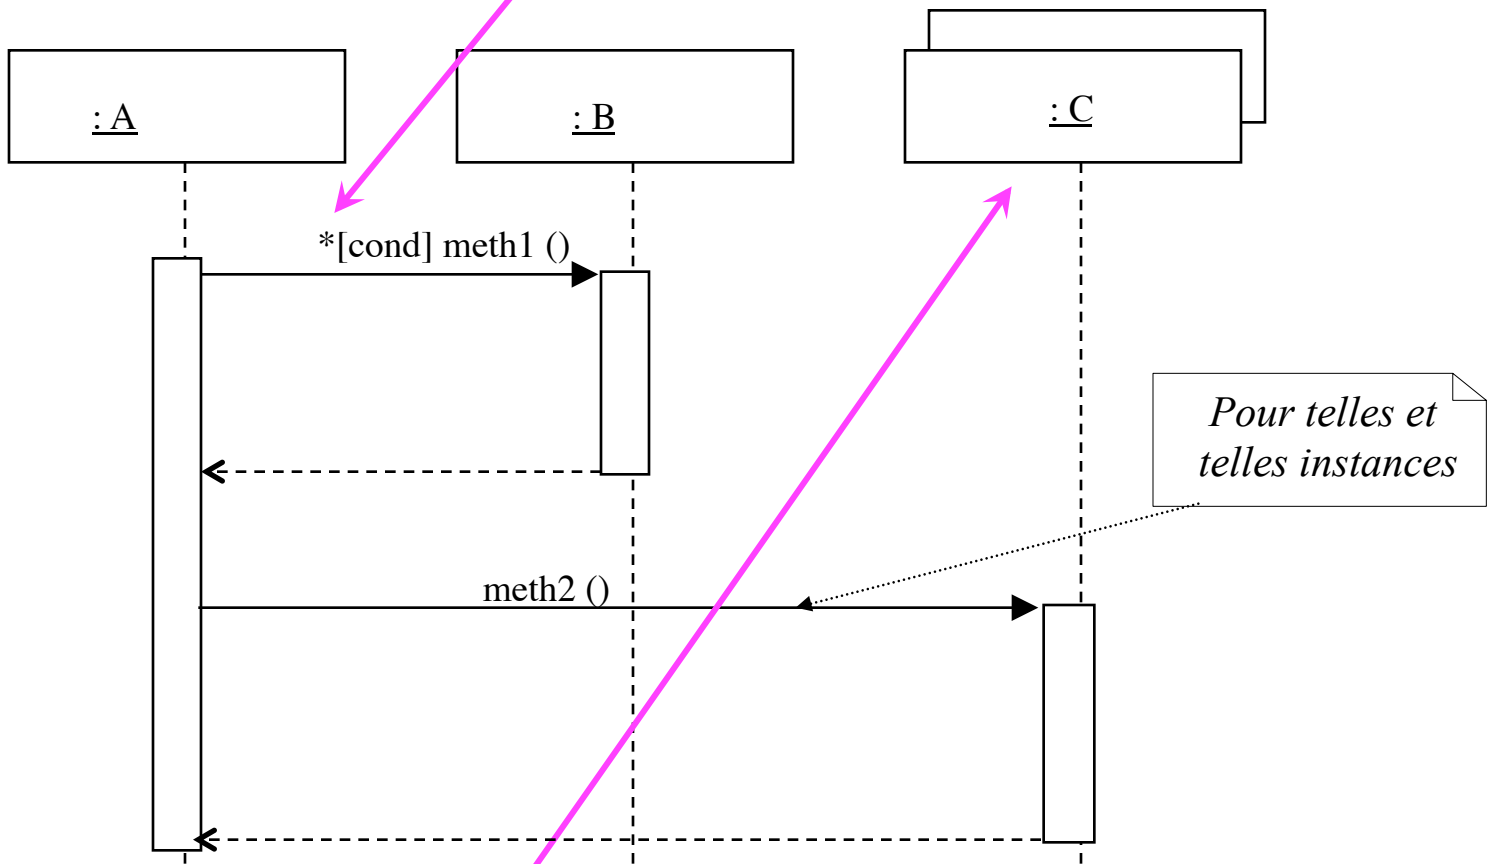 : A
: B
: C
*[cond] meth1 ()
Pour telles et
telles instances
meth2 ()